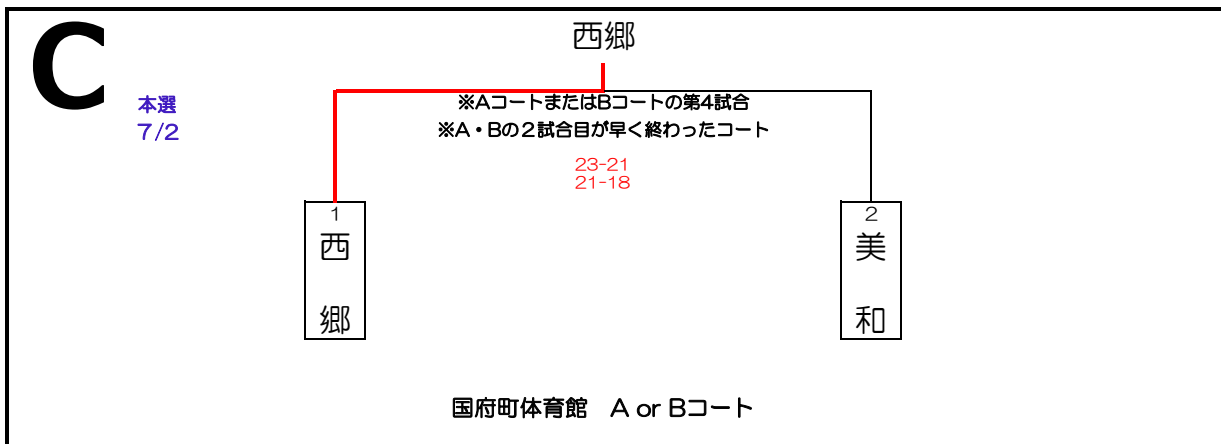 C
西郷
本選
7/2
※AコートまたはBコートの第4試合
※A・Bの2試合目が早く終わったコート
23-21
21-18
1
西郷
2
美和
国府町体育館　A or Bコート